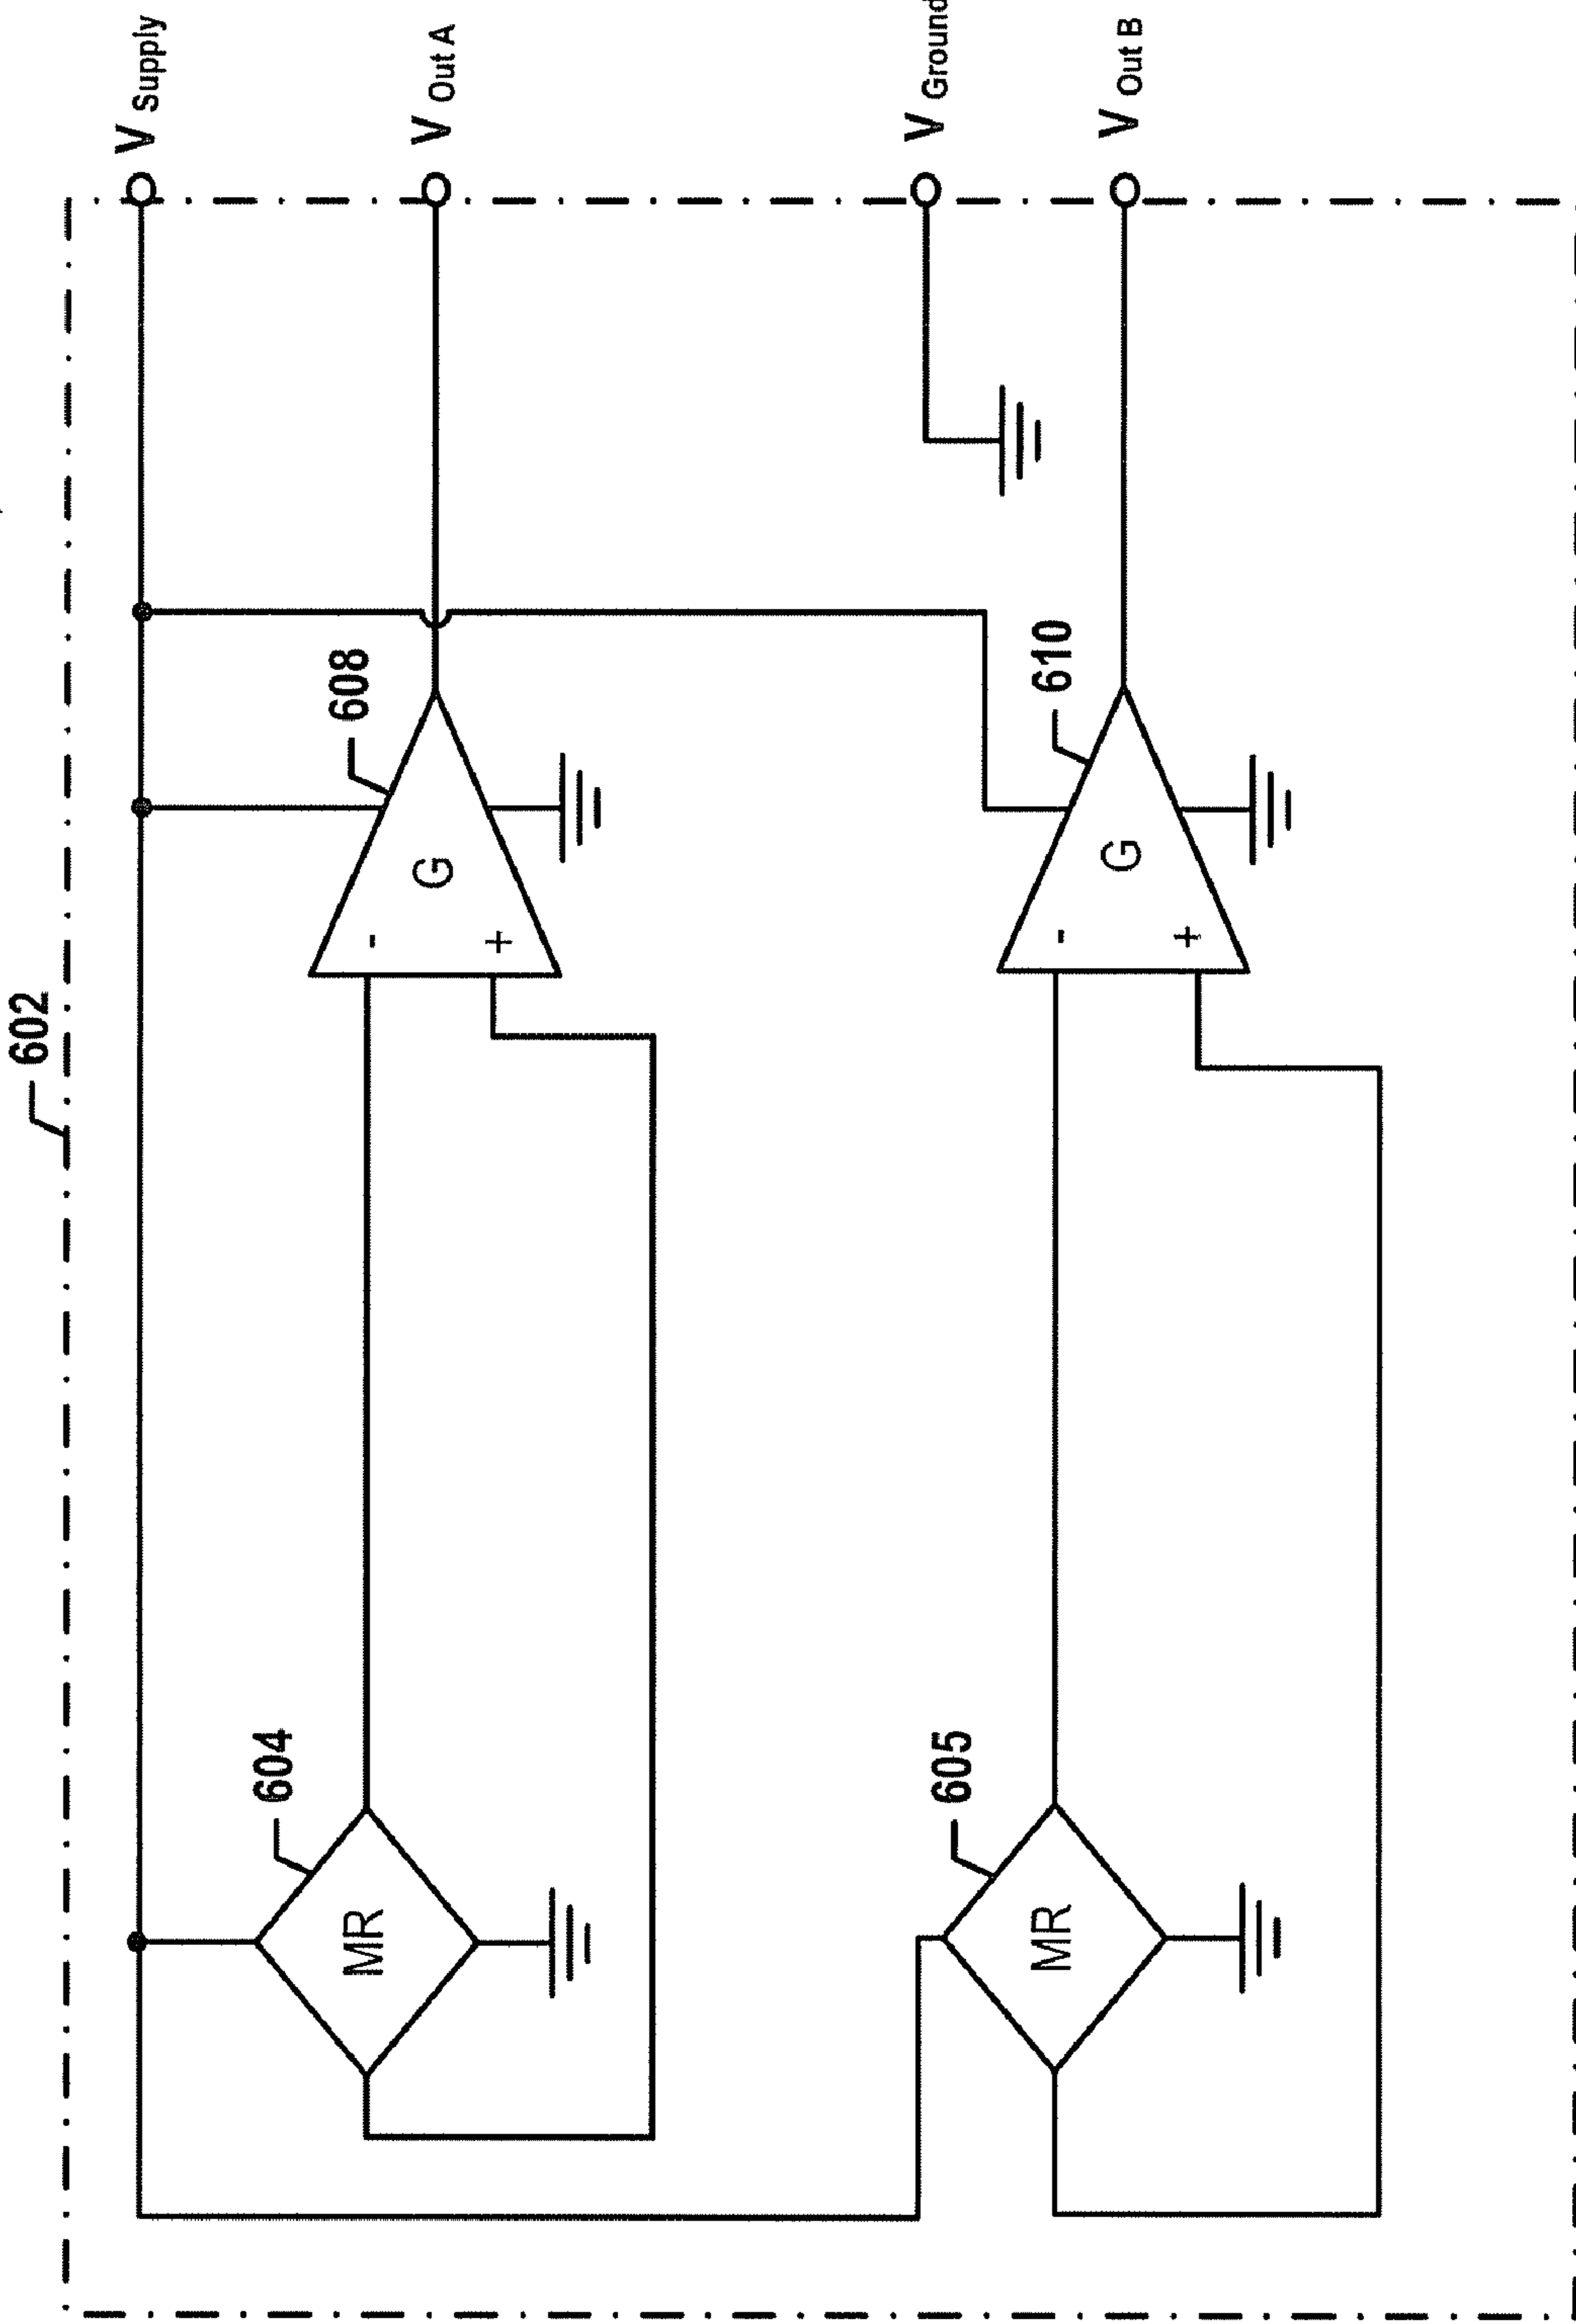 602
V Supply
608
V Out A
604
MR
-
+
G
V Ground
610
605
MR
-
+
G
V Out B